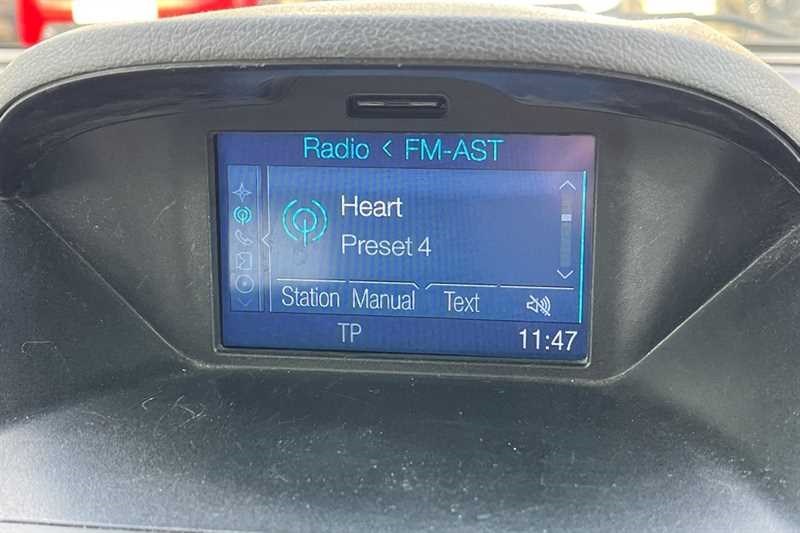 Radio < FM-AST
Heart
Preset 4
Station Manual Text
TP 11:47